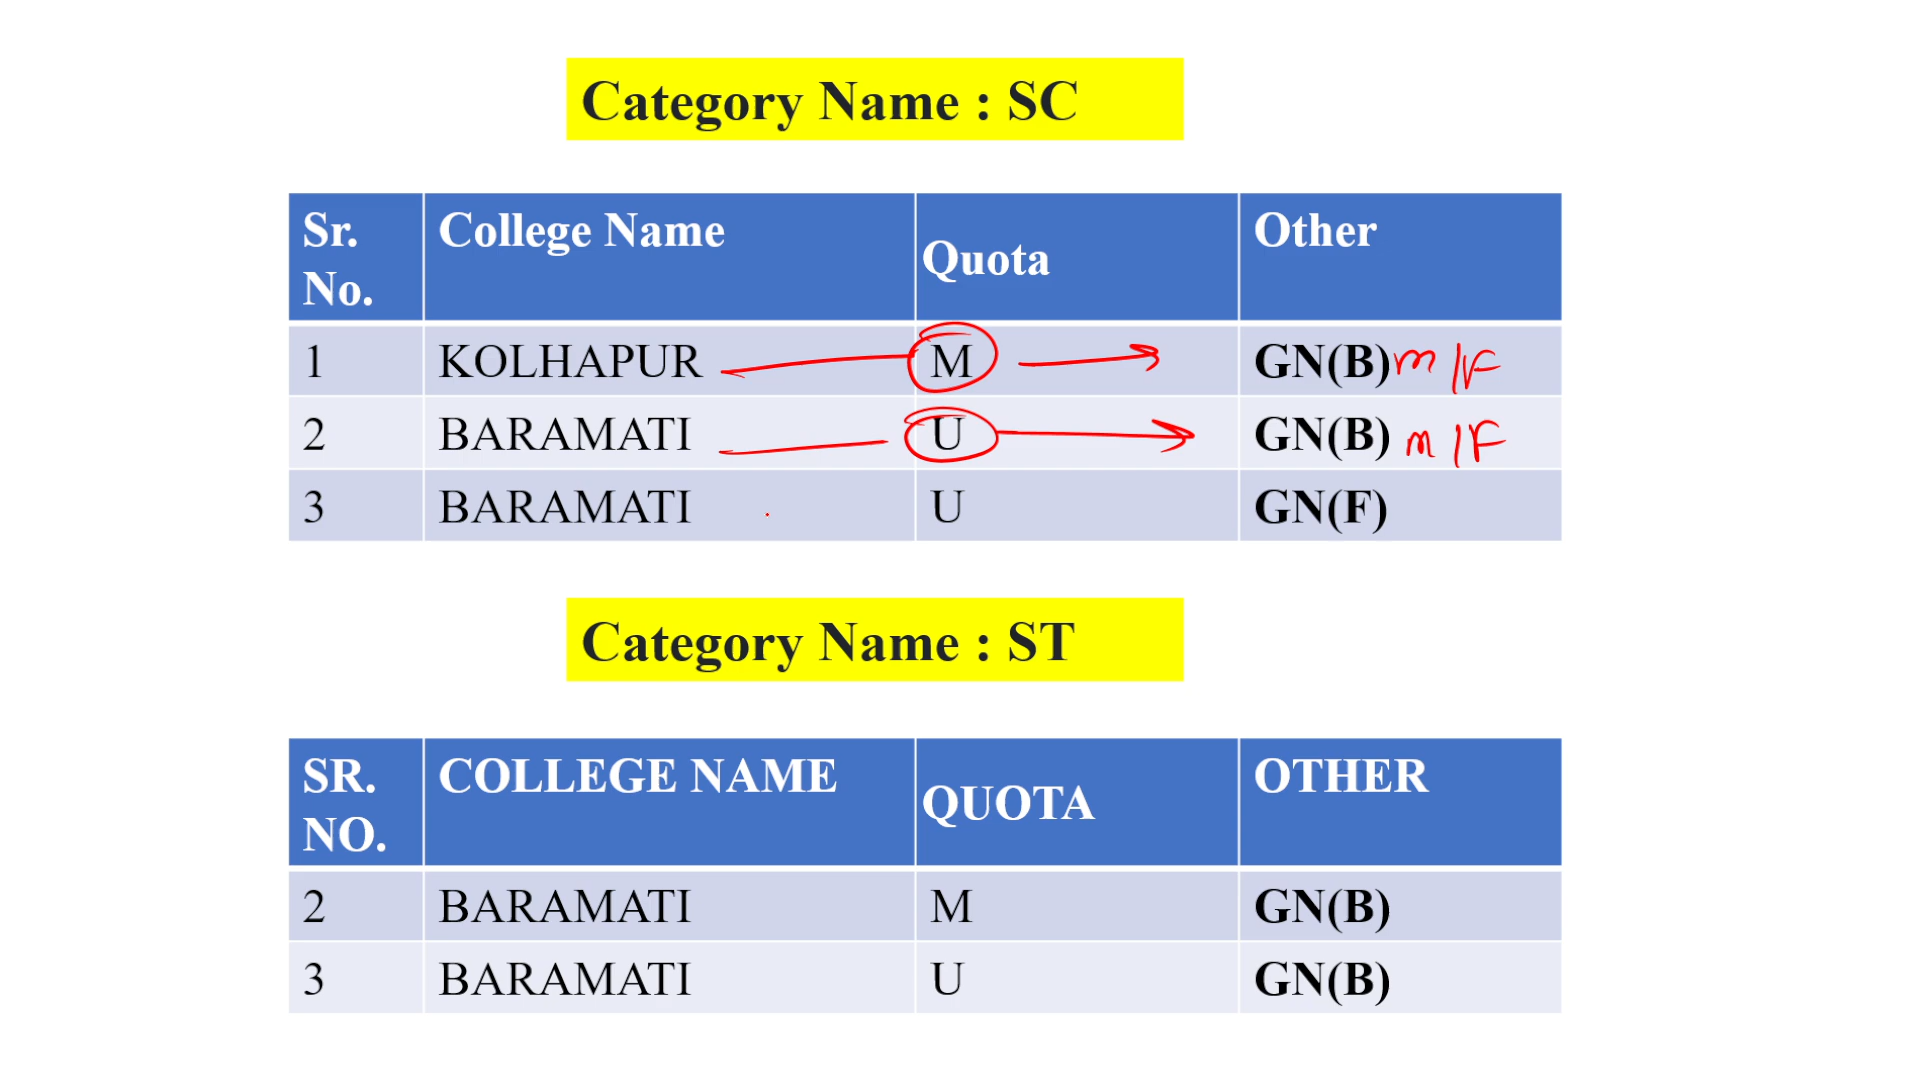 Category Name : SC
Sr. No. College Name Quota Other
1 KOLHAPUR M GN(B) m/F
2 BARAMATI U GN(B) m/F
3 BARAMATI U GN(F)
Category Name : ST
SR. NO. COLLEGE NAME QUOTA OTHER
2 BARAMATI M GN(B)
3 BARAMATI U GN(B)